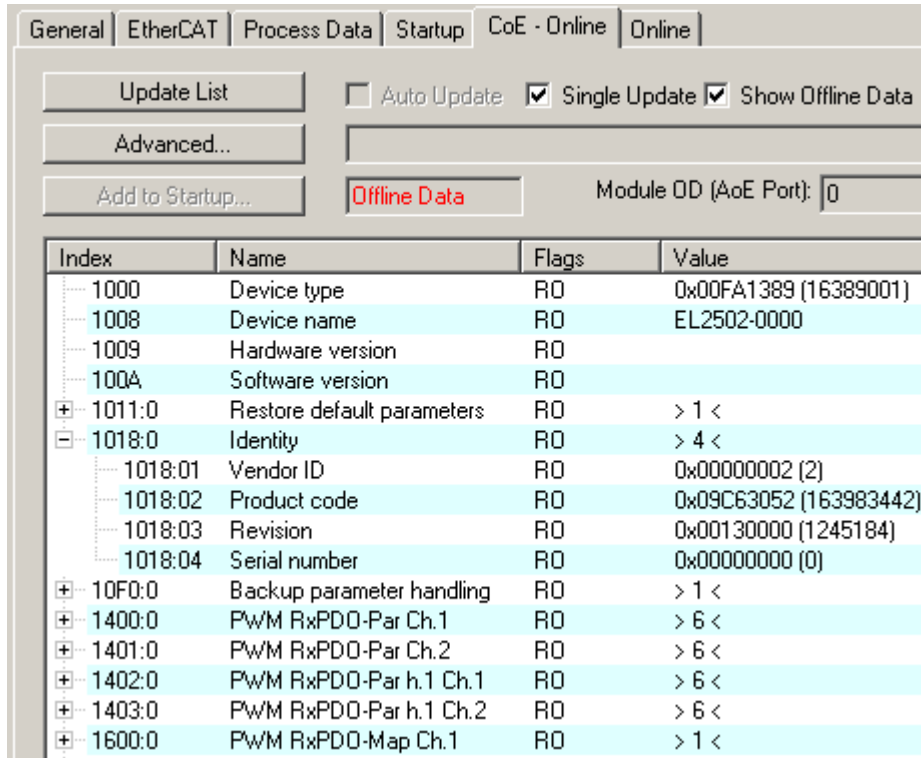 General EtherCAT Process Data Startup CoE - Online Online
Update List Auto Update Single Update Show Offline Data
Advanced...
Add to Startup... Offline Data Module OD (AoE Port): 0
Index Name Flags Value
1000 Device type RO 0x00FA1389 (16389001)
1008 Device name RO EL2502-0000
1009 Hardware version RO
100A Software version RO
1011:0 Restore default parameters RO > 1 <
1018:0 Identity RO > 4 <
1018:01 Vendor ID RO 0x00000002 (2)
1018:02 Product code RO 0x09C63052 (163983442)
1018:03 Revision RO 0x00130000 (1245184)
1018:04 Serial number RO 0x00000000 (0)
10F0:0 Backup parameter handling RO > 1 <
1400:0 PWM RxPDO-Par Ch.1 RO > 6 <
1401:0 PWM RxPDO-Par Ch.2 RO > 6 <
1402:0 PWM RxPDO-Par h.1 Ch.1 RO > 6 <
1403:0 PWM RxPDO-Par h.1 Ch.2 RO > 6 <
1600:0 PWM RxPDO-Map Ch.1 RO > 1 <